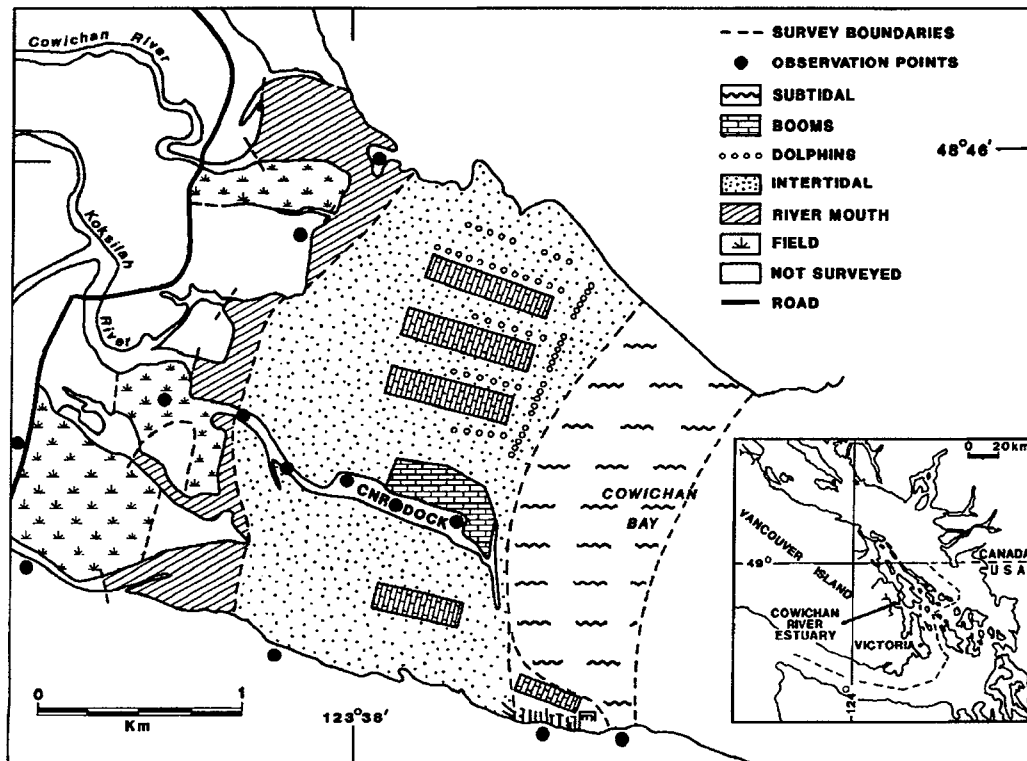 Cowichan
River
Koksilah
River
SURVEY BOUNDARIES
OBSERVATION POINTS
SUBTIDAL
BOOMS
DOLPHINS
INTERTIDAL
RIVER MOUTH
FIELD
NOT SURVEYED
ROAD
48°46'
CNR DOCK
COWICHAN
BAY
0 1
Km
123°38'
0 20km
VANCOUVER
ISLAND
49°
CANADA
U S A
COWICHAN
RIVER
ESTUARY
VICTORIA
124°